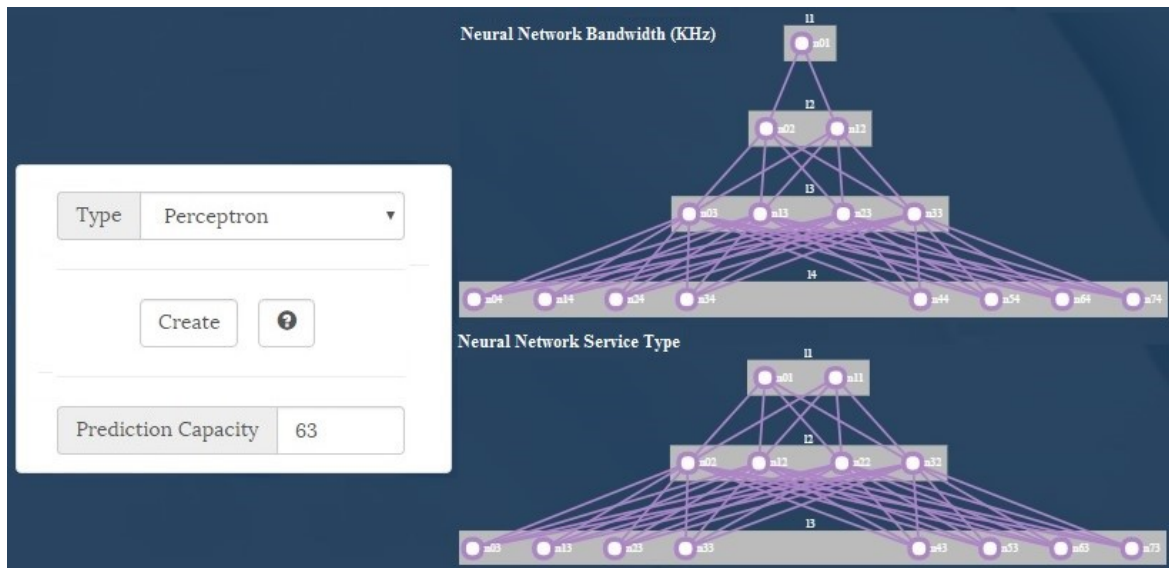 Type Perceptron
Create
Prediction Capacity 63
Neural Network Bandwidth (KHz)
l1
n01
l2
n02 n12
l3
n03 n13 n23 n33
l4
n04 n14 n24 n34 n44 n54 n64 n74
Neural Network Service Type
l1
n01 n11
l2
n02 n12 n22 n32
l3
n03 n13 n23 n33 n43 n53 n63 n73